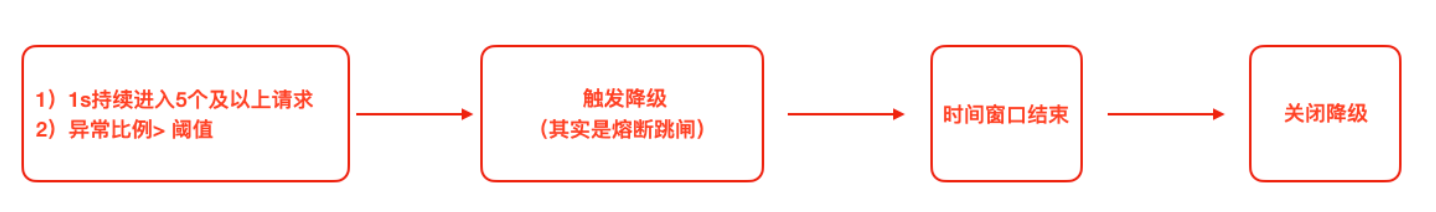 1）1s持续进入5个及以上请求
2）异常比例> 阈值
触发降级
（其实是熔断跳闸）
时间窗口结束
关闭降级